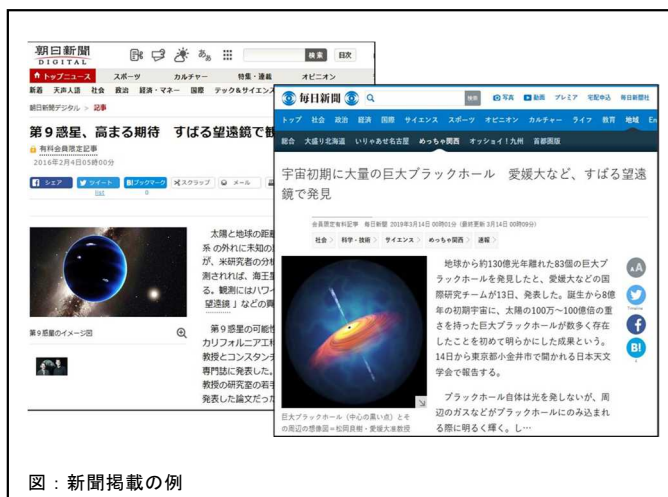 朝日新聞
DIGITAL
検索
目次
トップニュース スポーツ カルチャー 特集・連載 オピニオン
新着 天声人語 社会 政治 経済・マネー 国際 テック&サイエンス
朝日新聞デジタル > 記事
第9惑星、高まる期待 すばる望遠鏡で観
有料会員限定記事
2016年2月4日05時00分
シェア ツイート ブックマーク スクラップ メール
list 0
太陽と地球の距離
系の外れに未知の
が、米研究者の分析
測されれば、海王星
る。観測にはハワイ
望遠鏡」などの貢
第9惑星の可能性
カリフォルニア工科
教授とコンスタンチ
専門誌に発表した。
教授の研究室の若手
発表した論文だった
第9惑星のイメージ図
毎日新聞
検索
写真 動画 プレミア 宅配申込 毎日新聞社
トップ 社会 政治 経済 国際 サイエンス スポーツ オピニオン カルチャー ライフ 教育 地域 En
総合 大盛り北海道 いりゃあせ名古屋 めっちゃ関西 オッショイ!九州 首都圏版
宇宙初期に大量の巨大ブラックホール 愛媛大など、すばる望遠
鏡で発見
会員限定有料記事 毎日新聞 2019年3月14日 00時01分(最終更新 3月14日 00時09分)
社会 科学・技術 サイエンス めっちゃ関西 速報
地球から約130億光年離れた83個の巨大ブ
ラックホールを発見したと、愛媛大などの国
際研究チームが13日、発表した。誕生から8億
年の初期宇宙に、太陽の100万〜100億倍の重
さを持った巨大ブラックホールが数多く存在
したことを初めて明らかにした成果という。
14日から東京都小金井市で開かれる日本天文
学会で報告する。
ブラックホール自体は光を発しないが、周
辺のガスなどがブラックホールにのみ込まれ
る際に明るく輝く。し…
巨大ブラックホール(中心の黒い点)とそ
の周辺の想像図=松岡良樹・愛媛大准教授
AA
Timeline
B!
図:新聞掲載の例